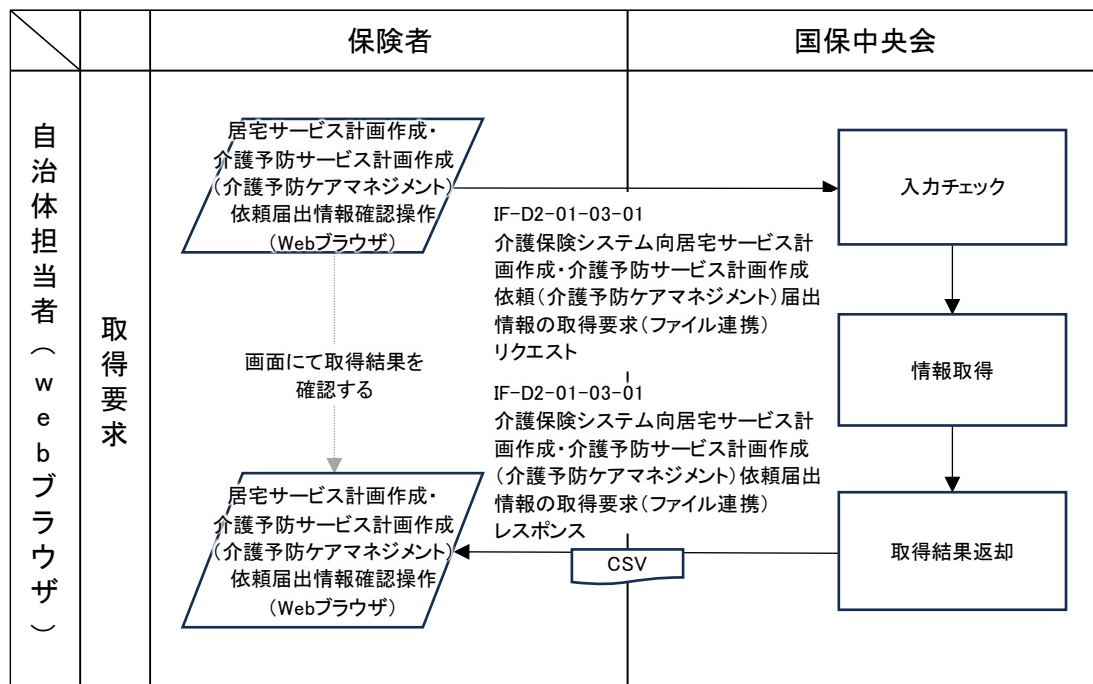 保険者
国保中央会
自治体担当者（webブラウザ）
取得要求
居宅サービス計画作成・
介護予防サービス計画作成
（介護予防ケアマネジメント）
依頼届出情報確認操作
（Webブラウザ）
入力チェック
IF-D2-01-03-01
介護保険システム向居宅サービス計
画作成・介護予防サービス計画作成
依頼（介護予防ケアマネジメント）届出
情報の取得要求（ファイル連携）
リクエスト
情報取得
画面にて取得結果を
確認する
IF-D2-01-03-01
介護保険システム向居宅サービス計
画作成・介護予防サービス計画作成
（介護予防ケアマネジメント）依頼届出
情報の取得要求（ファイル連携）
レスポンス
居宅サービス計画作成・
介護予防サービス計画作成
（介護予防ケアマネジメント）
依頼届出情報確認操作
（Webブラウザ）
CSV
取得結果返却